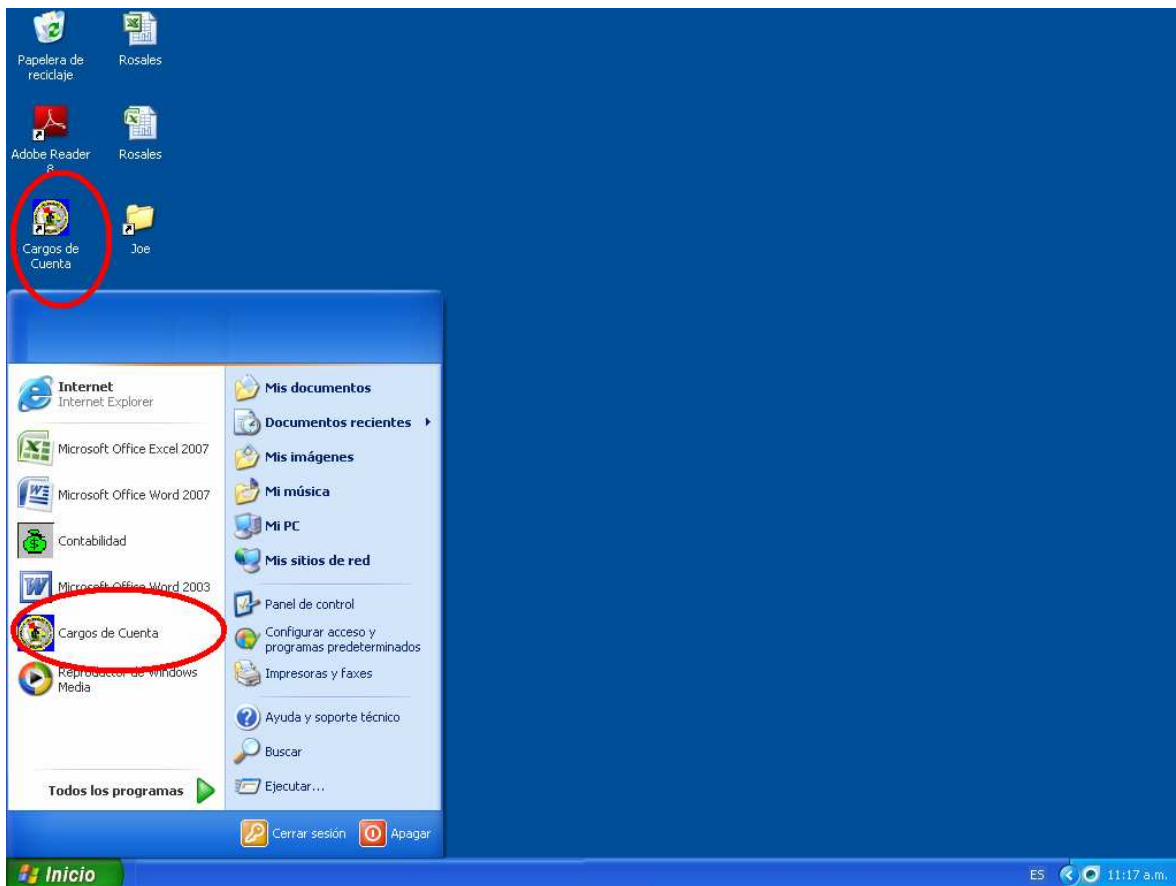 Papelera de
reciclaje
Rosales
Adobe Reader
8
Rosales
Cargos de
Cuenta
Joe
Internet
Internet Explorer
Microsoft Office Excel 2007
Microsoft Office Word 2007
Contabilidad
Microsoft Office Word 2003
Cargos de Cuenta
Reproductor de Windows
Media
Todos los programas
Mis documentos
Documentos recientes
Mis imágenes
Mi música
Mi PC
Mis sitios de red
Panel de control
Configurar acceso y
programas predeterminados
Impresoras y faxes
Ayuda y soporte técnico
Buscar
Ejecutar...
Cerrar sesión
Apagar
Inicio
ES
11:17 a.m.